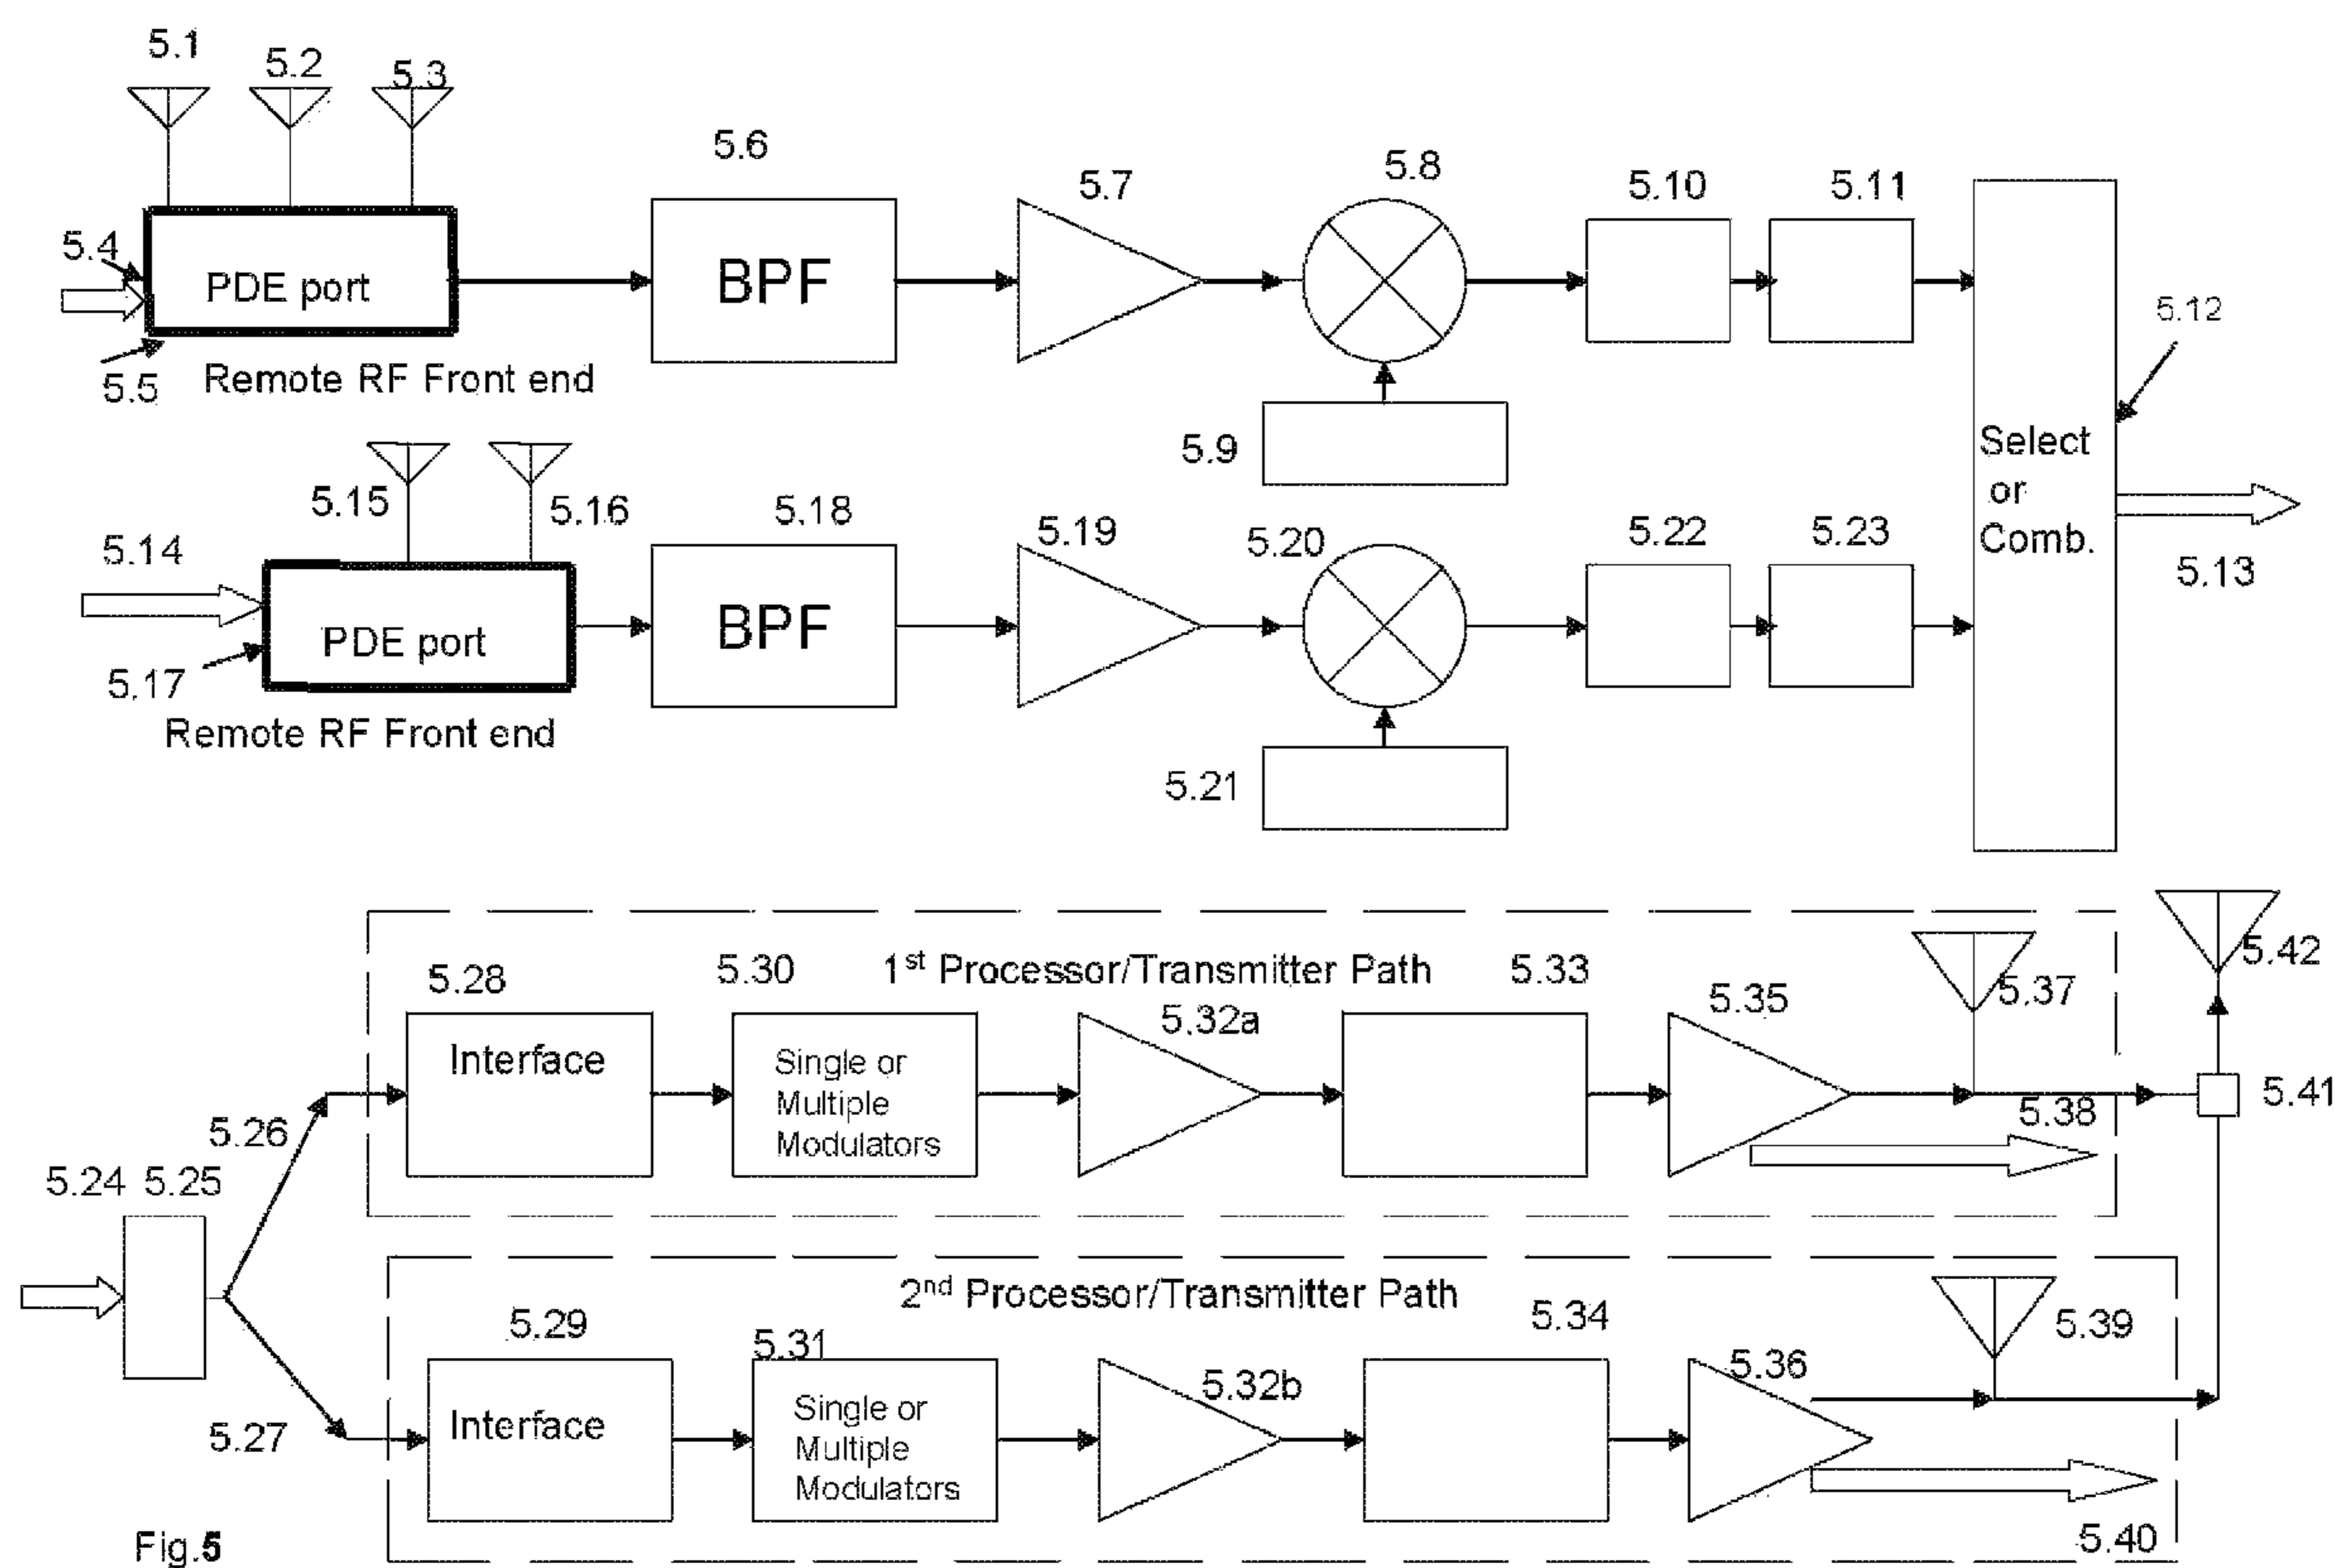 5.1
5.2
5.3
5.6
5.7
5.8
5.10
5.11
5.4
PDE port
BPF
5.12
5.5
Remote RF Front end
5.9
Select
or
Comb.
5.15
5.16
5.18
5.19
5.20
5.22
5.23
5.14
5.13
PDE port
BPF
5.17
Remote RF Front end
5.21
5.42
1st Processor/Transmitter Path
5.28
5.30
5.33
5.35
5.37
5.32a
Interface
Single or
Multiple
Modulators
5.38
5.41
5.26
5.24
5.25
2nd Processor/Transmitter Path
5.29
5.31
5.34
5.39
5.36
5.32b
5.27
Interface
Single or
Multiple
Modulators
5.40
Fig.5